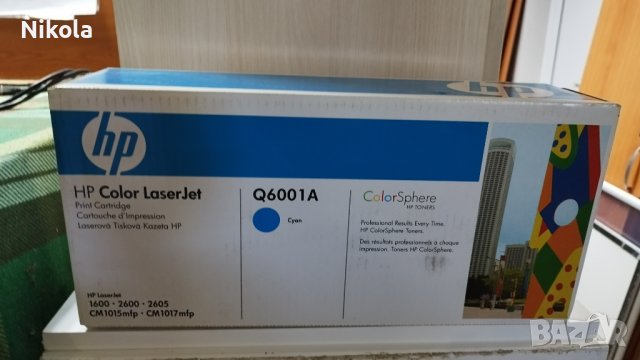 Nikola
hp
HP Color LaserJet
Print Cartridge
Cartouche d'Impression
Laserová Tisková Kazeta HP
HP LaserJet
1600 • 2600 • 2605
CM1015mfp • CM1017mfp
Q6001A
Cyan
ColorSphere
HP TONERS
Professional Results Every Time.
HP ColorSphere Toners.
Des résultats professionnels à chaque
impression. Toners HP ColorSphere.
BAZAR